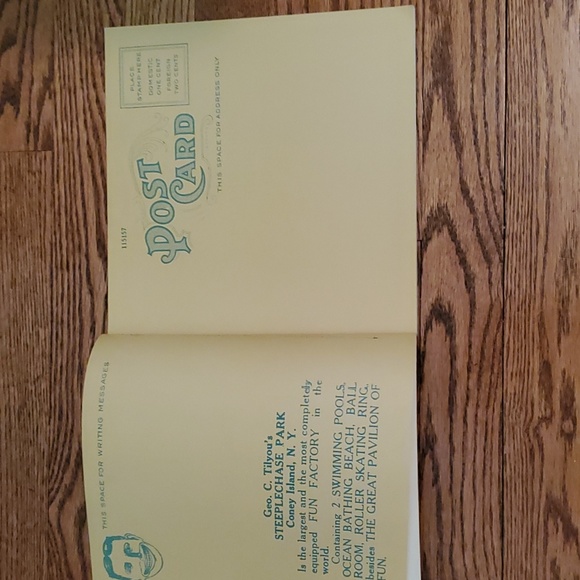 THIS SPACE FOR WRITING MESSAGES
Geo. C. Tilyou's
STEEPLECHASE PARK
Coney Island, N. Y.
Is the largest and the most completely
equipped FUN FACTORY in the
world.
Containing 2 SWIMMING POOLS,
OCEAN BATHING BEACH, BALL
ROOM, ROLLER SKATING RING,
besides THE GREAT PAVILION OF
FUN.
115157
POST
CARD
THIS SPACE FOR ADDRESS ONLY
PLACE
STAMP HERE
DOMESTIC
ONE CENT
FOREIGN
TWO CENTS